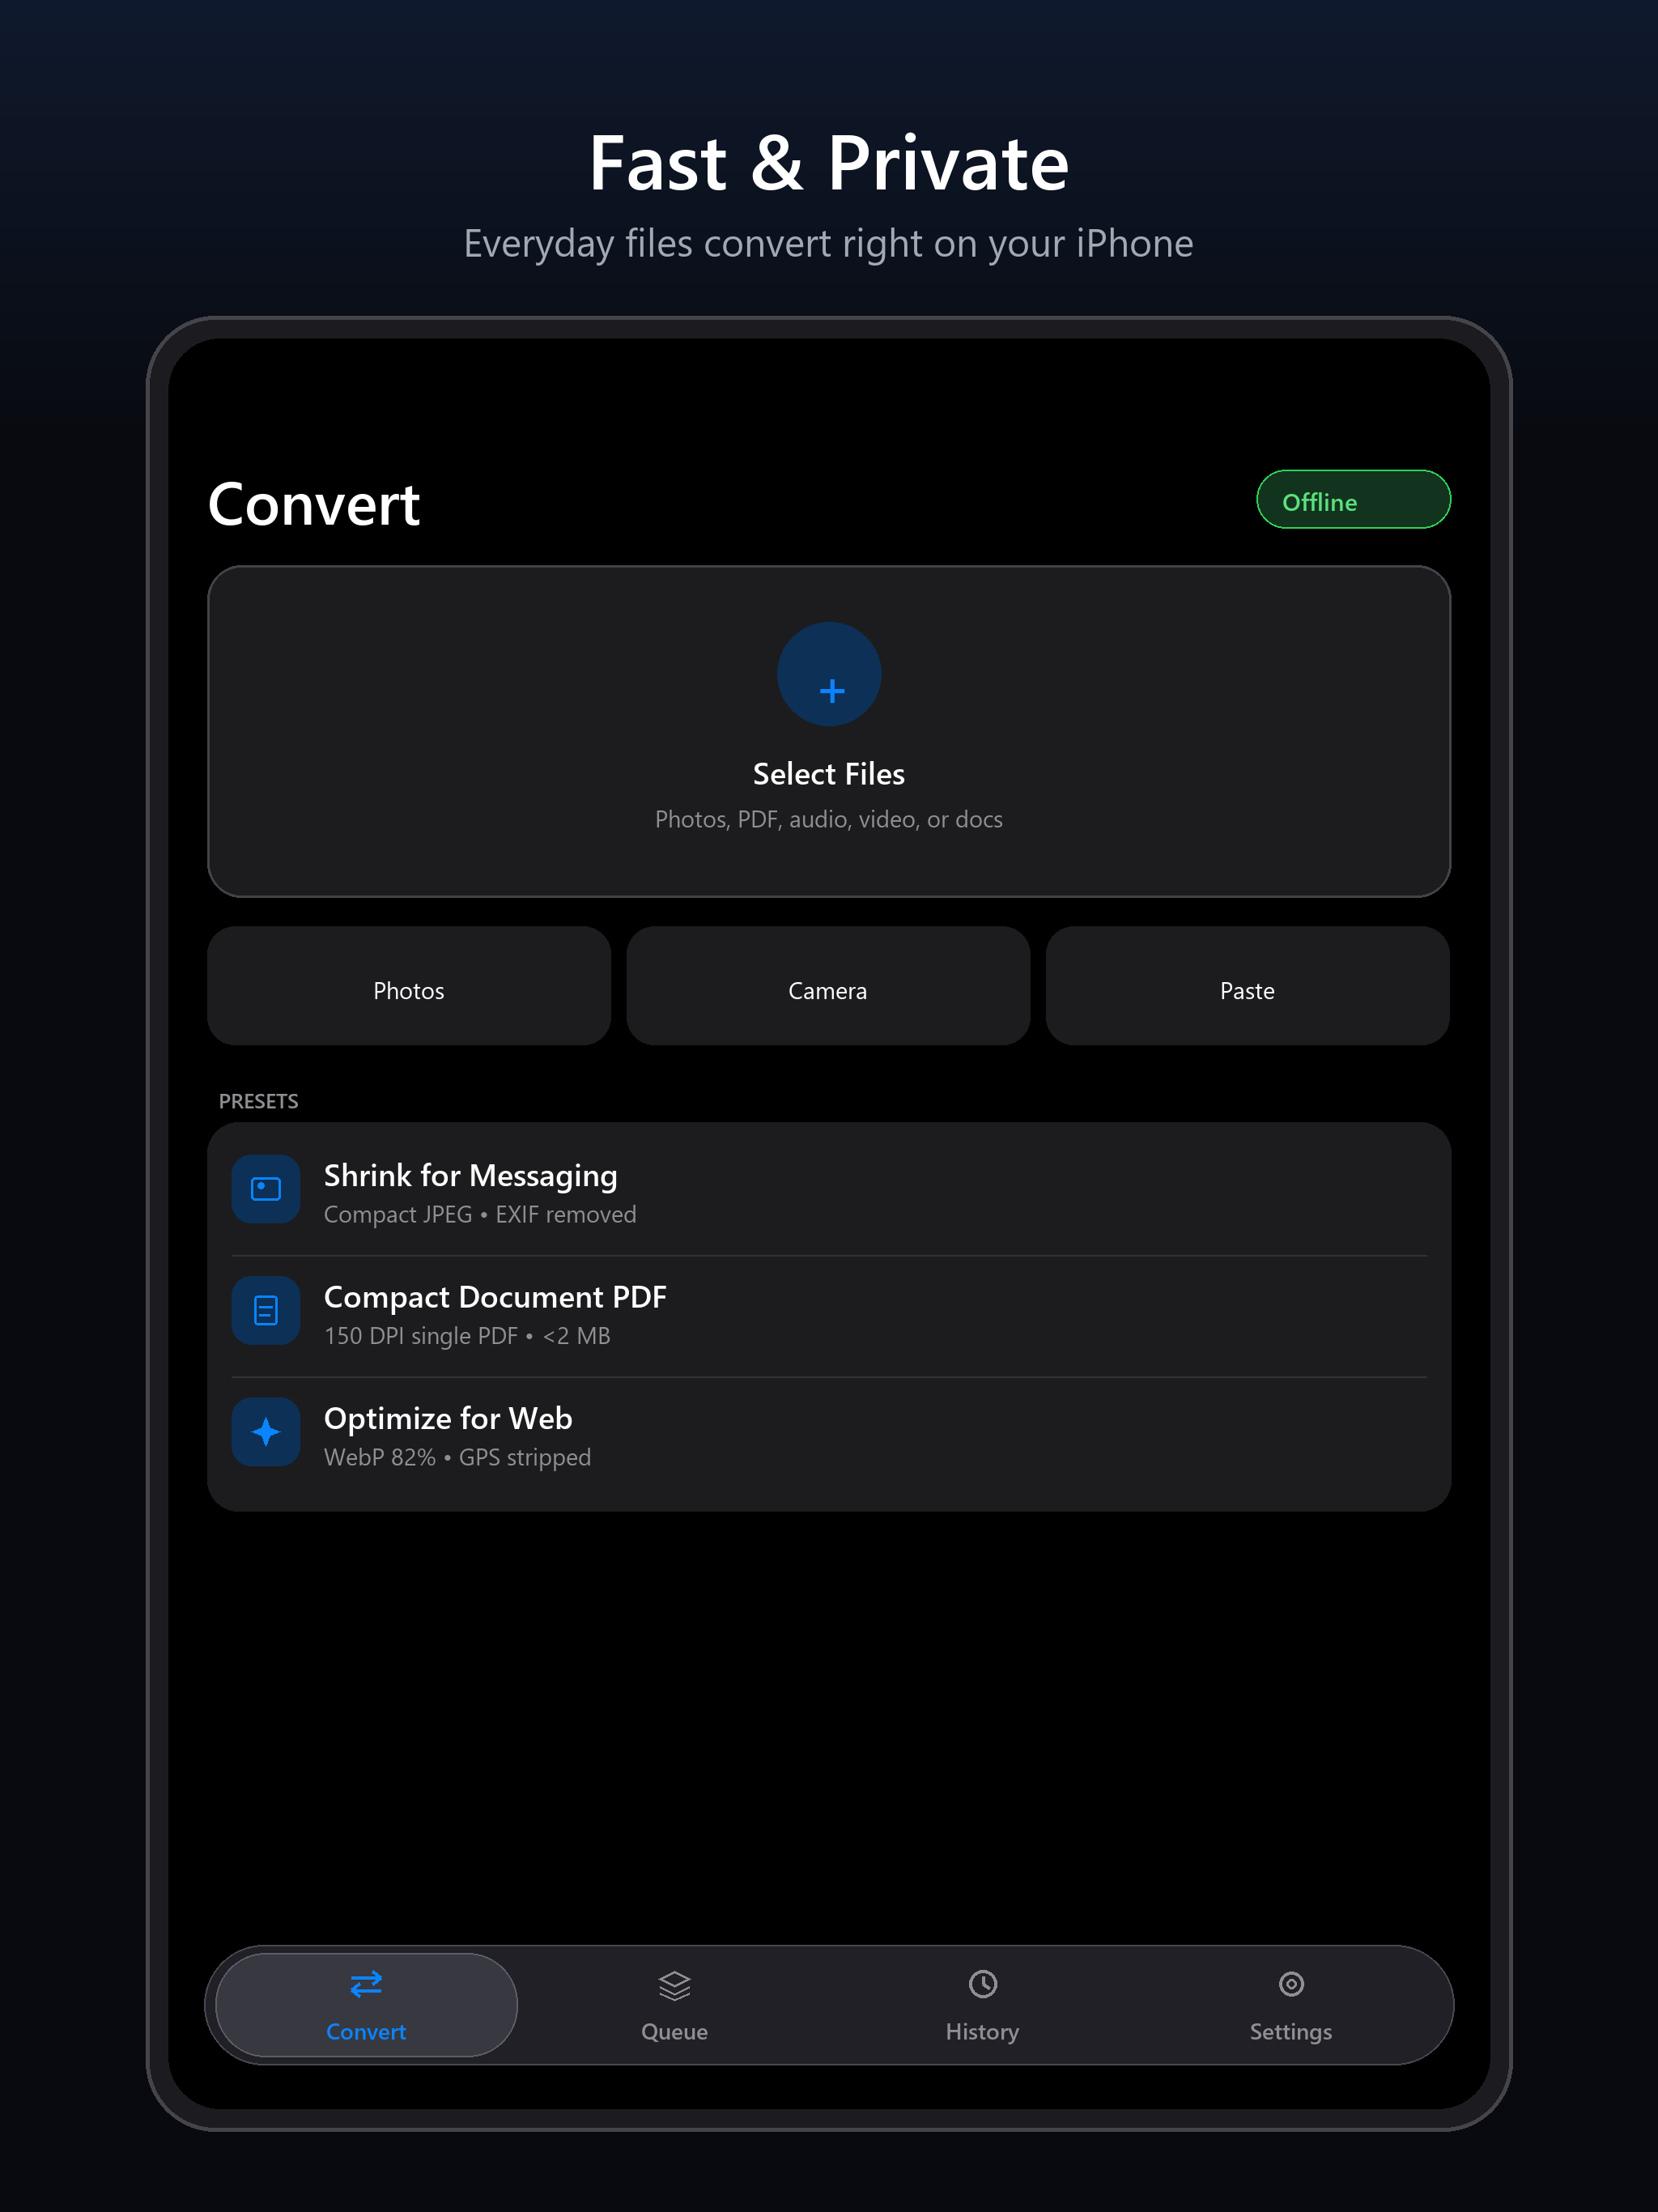 Fast & Private
Everyday files convert right on your iPhone
Convert
Offline
+
Select Files
Photos, PDF, audio, video, or docs
Photos
Camera
Paste
PRESETS
Shrink for Messaging
Compact JPEG • EXIF removed
Compact Document PDF
150 DPI single PDF • <2 MB
Optimize for Web
WebP 82% • GPS stripped
Convert
Queue
History
Settings